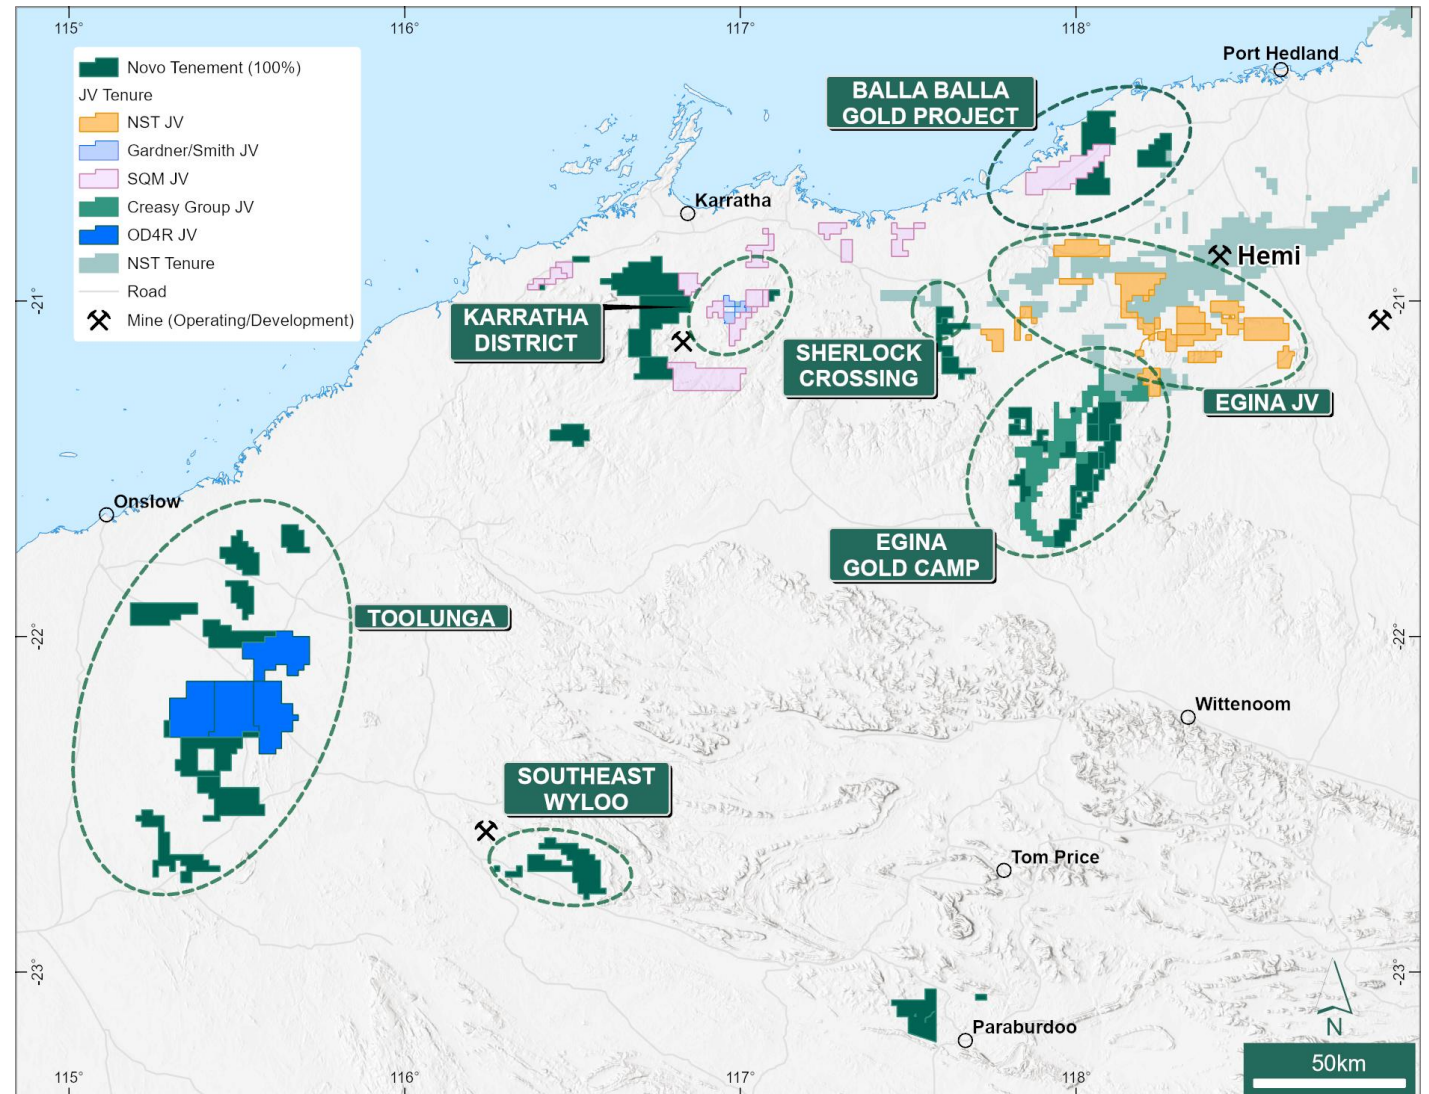 115°
116°
117°
118°
Novo Tenement (100%)
JV Tenure
NST JV
Gardner/Smith JV
SQM JV
Creasy Group JV
OD4R JV
NST Tenure
Road
Mine (Operating/Development)
Port Hedland
BALLA BALLA
GOLD PROJECT
Karratha
Hemi
-21°
-21°
KARRATHA
DISTRICT
SHERLOCK
CROSSING
EGINA JV
Onslow
EGINA
GOLD CAMP
TOOLUNGA
-22°
-22°
Wittenoom
SOUTHEAST
WYLOO
Tom Price
-23°
-23°
Paraburdoo
N
50km
115°
116°
117°
118°